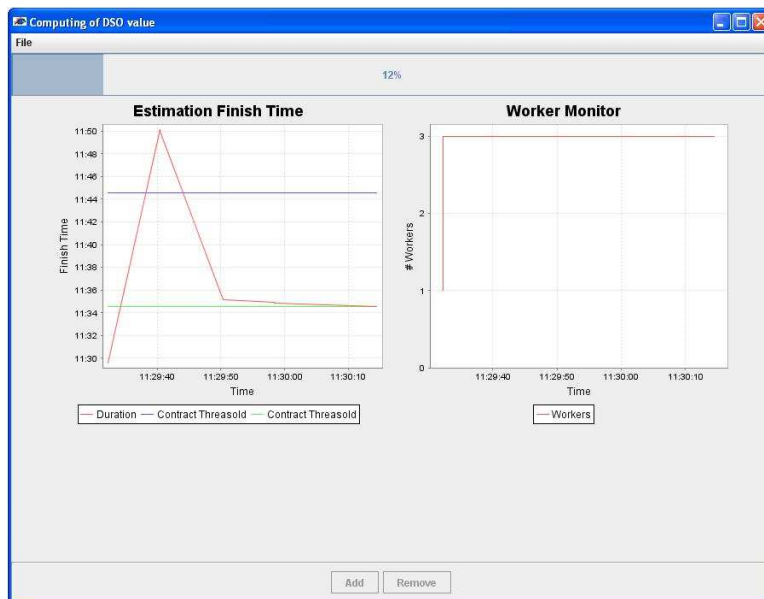 Computing of DSO value
File
12%
Estimation Finish Time
11:50
11:48
11:46
11:44
11:42
11:40
11:38
11:36
11:34
11:32
11:30
Finish Time
11:29:40 11:29:50 11:30:00 11:30:10
Time
Duration Contract Threasold Contract Threasold
Worker Monitor
3
2
1
0
# Workers
11:29:40 11:29:50 11:30:00 11:30:10
Time
Workers
Add Remove